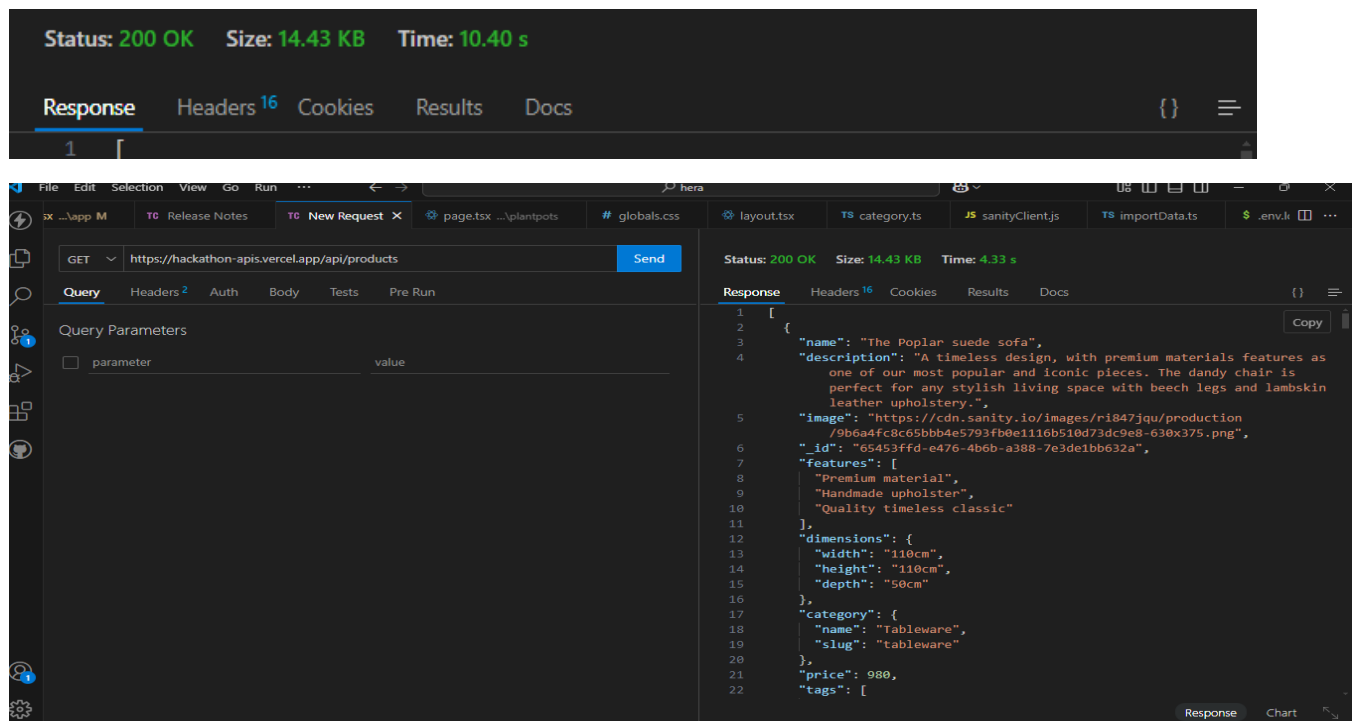 Status: 200 OK Size: 14.43 KB Time: 10.40 s
Response Headers 16 Cookies Results Docs { }
1 [
File Edit Selection View Go Run ··· hera
sx ...\app M TC Release Notes TC New Request page.tsx ...\plantpots # globals.css layout.tsx TS category.ts JS sanityClient.js TS importData.ts $ .env.l ···
GET https://hackathon-apis.vercel.app/api/products Send
Status: 200 OK Size: 14.43 KB Time: 4.33 s
Query Headers 2 Auth Body Tests Pre Run
Response Headers 16 Cookies Results Docs { }
Query Parameters
parameter value
Copy
1 [
2 {
3 "name": "The Poplar suede sofa",
4 "description": "A timeless design, with premium materials features as
one of our most popular and iconic pieces. The dandy chair is
perfect for any stylish living space with beech legs and lambskin
leather upholstery.",
5 "image": "https://cdn.sanity.io/images/ri847jqu/production
/9b6a4fc8c65bbb4e5793fb0e1116b510d73dc9e8-630x375.png",
6 "_id": "65453ffd-e476-4b6b-a388-7e3de1bb632a",
7 "features": [
8 "Premium material",
9 "Handmade upholster",
10 "Quality timeless classic"
11 ],
12 "dimensions": {
13 "width": "110cm",
14 "height": "110cm",
15 "depth": "50cm"
16 },
17 "category": {
18 "name": "Tableware",
19 "slug": "tableware"
20 },
21 "price": 980,
22 "tags": [
1
1
Response Chart